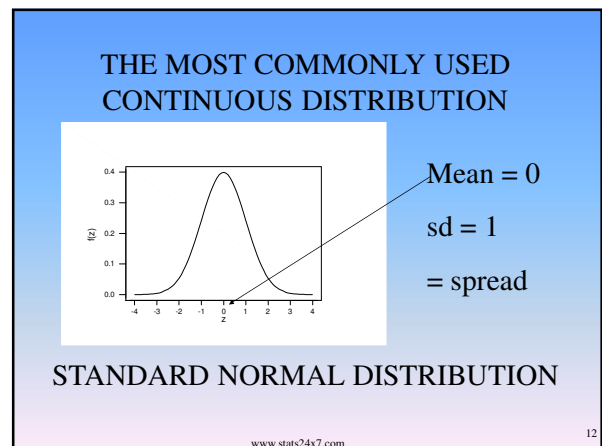 THE MOST COMMONLY USED
CONTINUOUS DISTRIBUTION
0.4
0.3
0.2
0.1
0.0
f(z)
-4 -3 -2 -1 0 1 2 3 4
z
Mean = 0
sd = 1
= spread
STANDARD NORMAL DISTRIBUTION
www.stats24x7.com
12